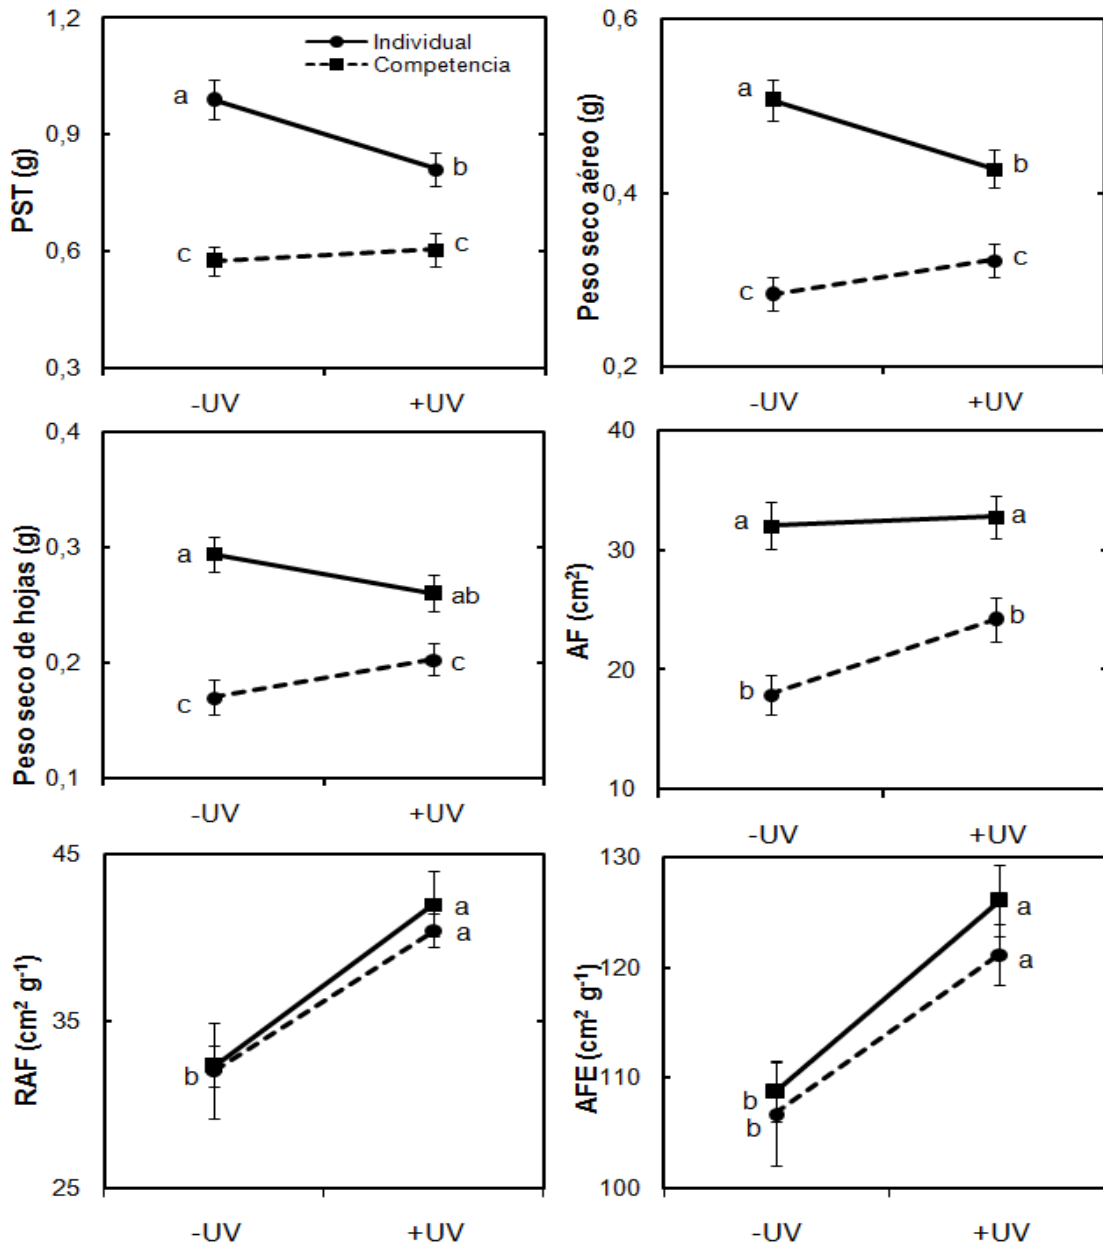 1,2
0,9
0,6
0,3
PST (g)
Individual
Competencia
a
b
c
c
-UV
+UV
0,6
0,4
0,2
Peso seco aéreo (g)
a
b
c
c
-UV
+UV
0,4
0,3
0,2
0,1
Peso seco de hojas (g)
a
ab
c
c
-UV
+UV
40
30
20
10
AF (cm²)
a
a
b
b
-UV
+UV
45
35
25
RAF (cm² g⁻¹)
a
a
b
-UV
+UV
130
120
110
100
AFE (cm² g⁻¹)
a
a
b
b
-UV
+UV